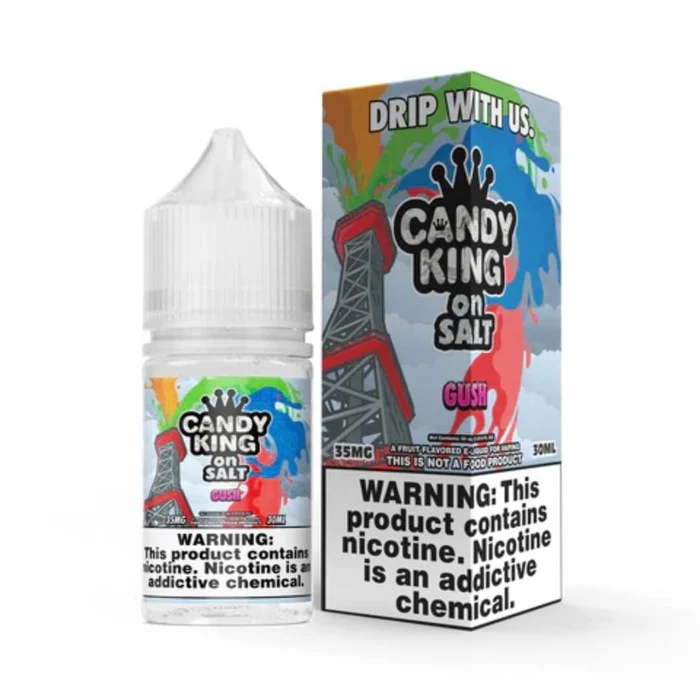 DRIP WITH US.
CANDY
KING
on
SALT
GUSH
35MG
A FRUIT FLAVORED E-LIQUID FOR VAPING
THIS IS NOT A FOOD PRODUCT
30ML
WARNING: This
product contains
nicotine. Nicotine
is an addictive
chemical.
CANDY
KING
on
SALT
GUSH
35MG
30ML
WARNING:
This product contains
nicotine. Nicotine is an
addictive chemical.